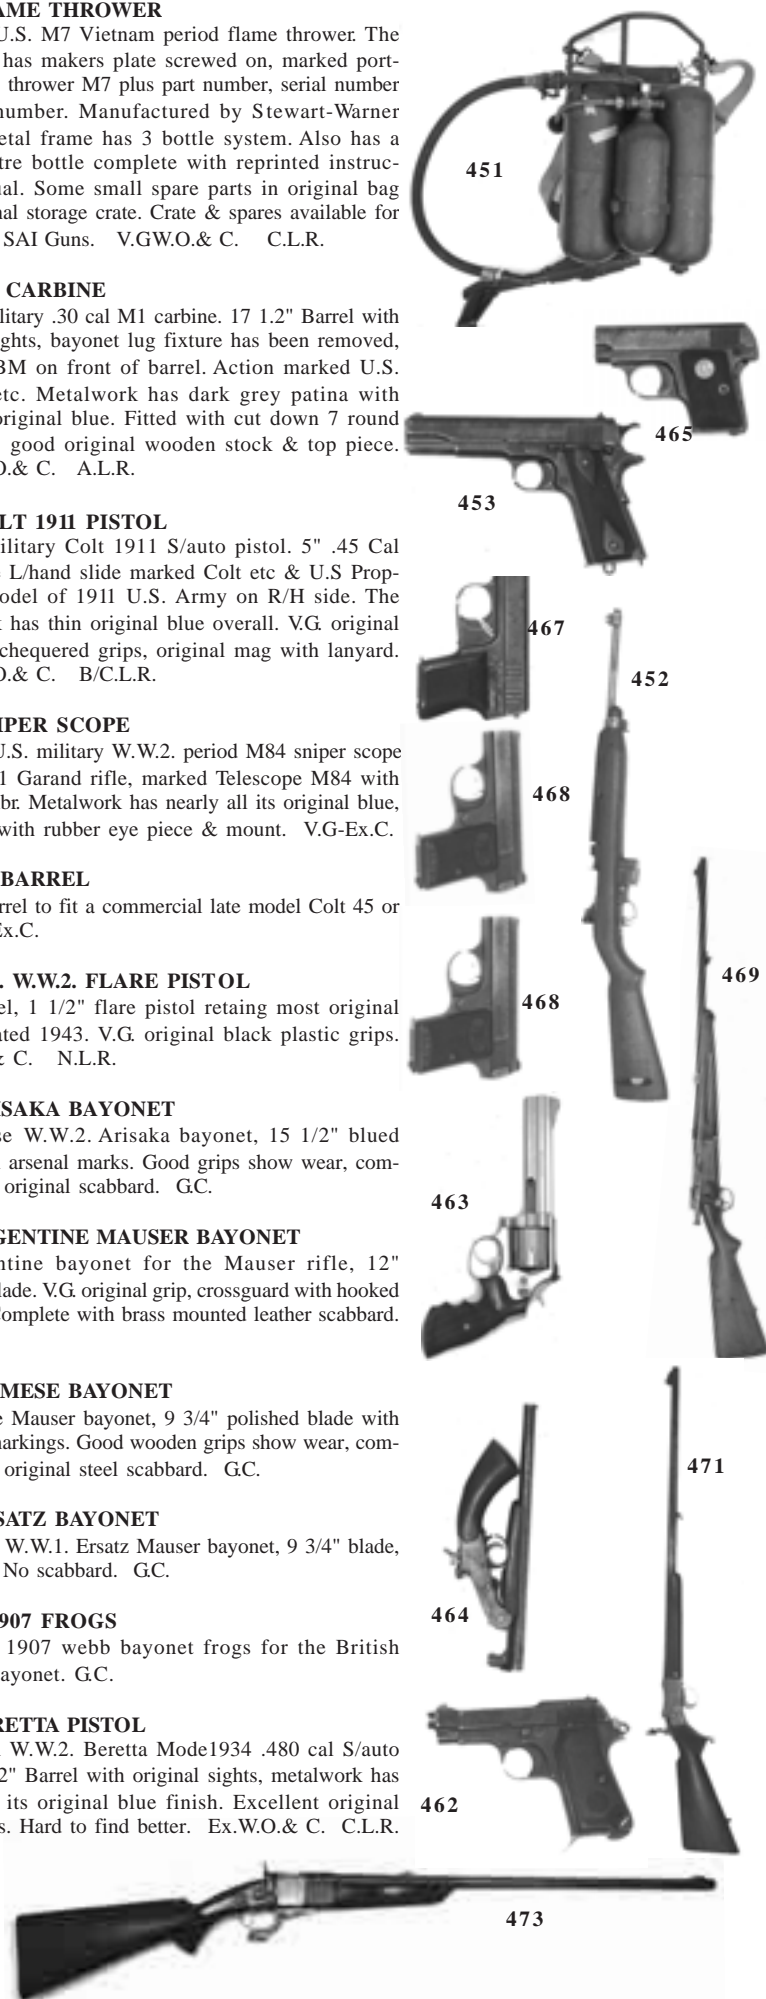 AME THROWER
U.S. M7 Vietnam period flame thrower. The
has makers plate screwed on, marked port-
thrower M7 plus part number, serial number
number. Manufactured by Stewart-Warner
etal frame has 3 bottle system. Also has a
tre bottle complete with reprinted instruc-
ual. Some small spare parts in original bag
nal storage crate. Crate & spares available for
SAI Guns. V.GW.O.& C. C.L.R.
CARBINE
litary .30 cal M1 carbine. 17 1.2" Barrel with
ghts, bayonet lug fixture has been removed,
BM on front of barrel. Action marked U.S.
etc. Metalwork has dark grey patina with
original blue. Fitted with cut down 7 round
good original wooden stock & top piece.
O.& C. A.L.R.
LT 1911 PISTOL
ilitary Colt 1911 S/auto pistol. 5" .45 Cal
L/hand slide marked Colt etc & U.S Prop-
odel of 1911 U.S. Army on R/H side. The
has thin original blue overall. V.G. original
chequered grips, original mag with lanyard.
O.& C. B/C.L.R.
IPER SCOPE
U.S. military W.W.2. period M84 sniper scope
1 Garand rifle, marked Telescope M84 with
br. Metalwork has nearly all its original blue,
with rubber eye piece & mount. V.G-Ex.C.
BARREL
rrel to fit a commercial late model Colt 45 or
Ex.C.
. W.W.2. FLARE PISTOL
el, 1 1/2" flare pistol retaing most original
ated 1943. V.G. original black plastic grips.
& C. N.L.R.
ISAKA BAYONET
se W.W.2. Arisaka bayonet, 15 1/2" blued
arsenal marks. Good grips show wear, com-
original scabbard. G.C.
GENTINE MAUSER BAYONET
ntine bayonet for the Mauser rifle, 12"
lade. V.G. original grip, crossguard with hooked
Complete with brass mounted leather scabbard.
MESE BAYONET
e Mauser bayonet, 9 3/4" polished blade with
markings. Good wooden grips show wear, com-
original steel scabbard. G.C.
SATZ BAYONET
W.W.1. Ersatz Mauser bayonet, 9 3/4" blade,
No scabbard. G.C.
907 FROGS
1907 webb bayonet frogs for the British
ayonet. G.C.
RETTA PISTOL
W.W.2. Beretta Mode1934 .480 cal S/auto
2" Barrel with original sights, metalwork has
its original blue finish. Excellent original
s. Hard to find better. Ex.W.O.& C. C.L.R.
451
465
453
467
452
468
469
468
463
471
464
462
473